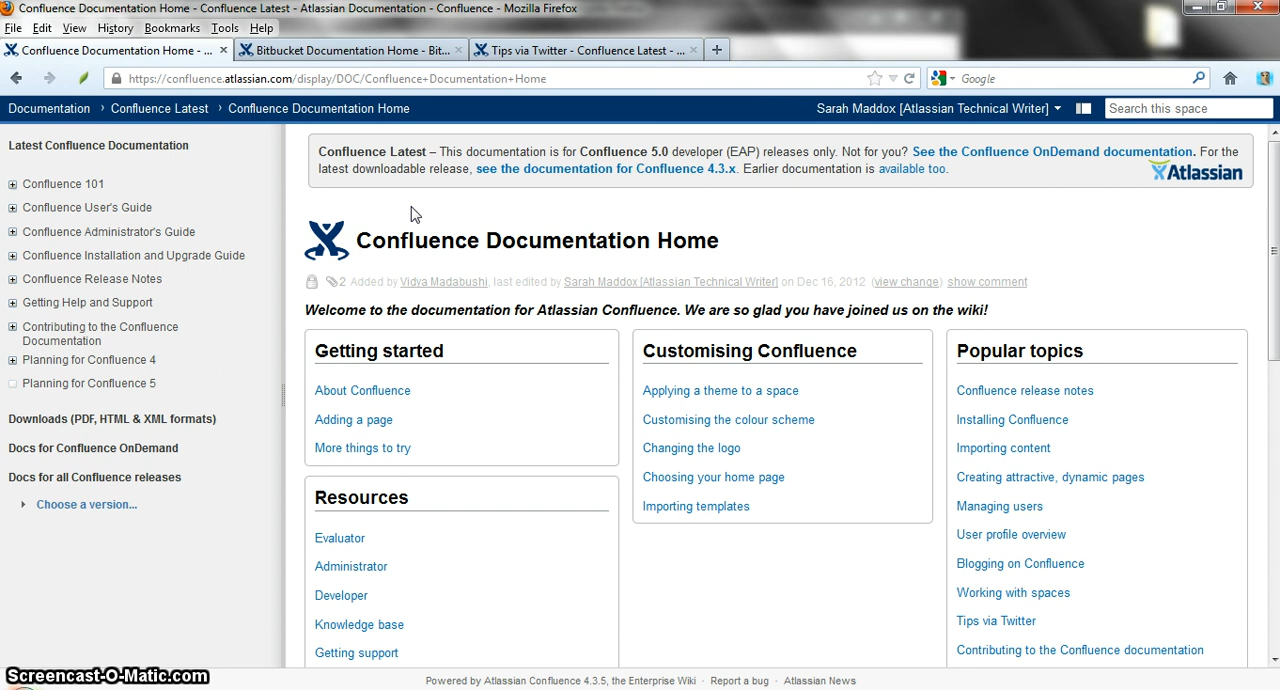 Confluence Documentation Home - Confluence Latest - Atlassian Documentation - Confluence - Mozilla Firefox
File Edit View History Bookmarks Tools Help
Confluence Documentation Home - ... × Bitbucket Documentation Home - Bit... × Tips via Twitter - Confluence Latest - ... × +
https://confluence.atlassian.com/display/DOC/Confluence+Documentation+Home Google
Documentation › Confluence Latest › Confluence Documentation Home Sarah Maddox [Atlassian Technical Writer] Search this space
Latest Confluence Documentation
Confluence 101
Confluence User's Guide
Confluence Administrator's Guide
Confluence Installation and Upgrade Guide
Confluence Release Notes
Getting Help and Support
Contributing to the Confluence
Documentation
Planning for Confluence 4
Planning for Confluence 5
Downloads (PDF, HTML & XML formats)
Docs for Confluence OnDemand
Docs for all Confluence releases
Choose a version...
Confluence Latest – This documentation is for Confluence 5.0 developer (EAP) releases only. Not for you? See the Confluence OnDemand documentation. For the
latest downloadable release, see the documentation for Confluence 4.3.x. Earlier documentation is available too.
Atlassian
Confluence Documentation Home
2 Added by Vidya Madabushi, last edited by Sarah Maddox [Atlassian Technical Writer] on Dec 16, 2012 (view change) show comment
Welcome to the documentation for Atlassian Confluence. We are so glad you have joined us on the wiki!
Getting started
About Confluence
Adding a page
More things to try
Resources
Evaluator
Administrator
Developer
Knowledge base
Getting support
Customising Confluence
Applying a theme to a space
Customising the colour scheme
Changing the logo
Choosing your home page
Importing templates
Popular topics
Confluence release notes
Installing Confluence
Importing content
Creating attractive, dynamic pages
Managing users
User profile overview
Blogging on Confluence
Working with spaces
Tips via Twitter
Contributing to the Confluence documentation
Powered by Atlassian Confluence 4.3.5, the Enterprise Wiki · Report a bug · Atlassian News
Screencast-O-Matic.com